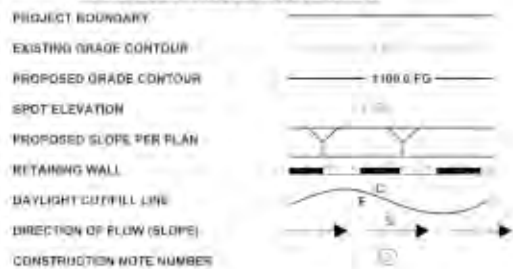 PROJECT BOUNDARY
EXISTING GRADE CONTOUR
PROPOSED GRADE CONTOUR 1100.0 FG
SPOT ELEVATION
PROPOSED SLOPE PER PLAN
RETAINING WALL
DAYLIGHT CUT/FILL LINE C F
DIRECTION OF FLOW (SLOPE)
CONSTRUCTION NOTE NUMBER